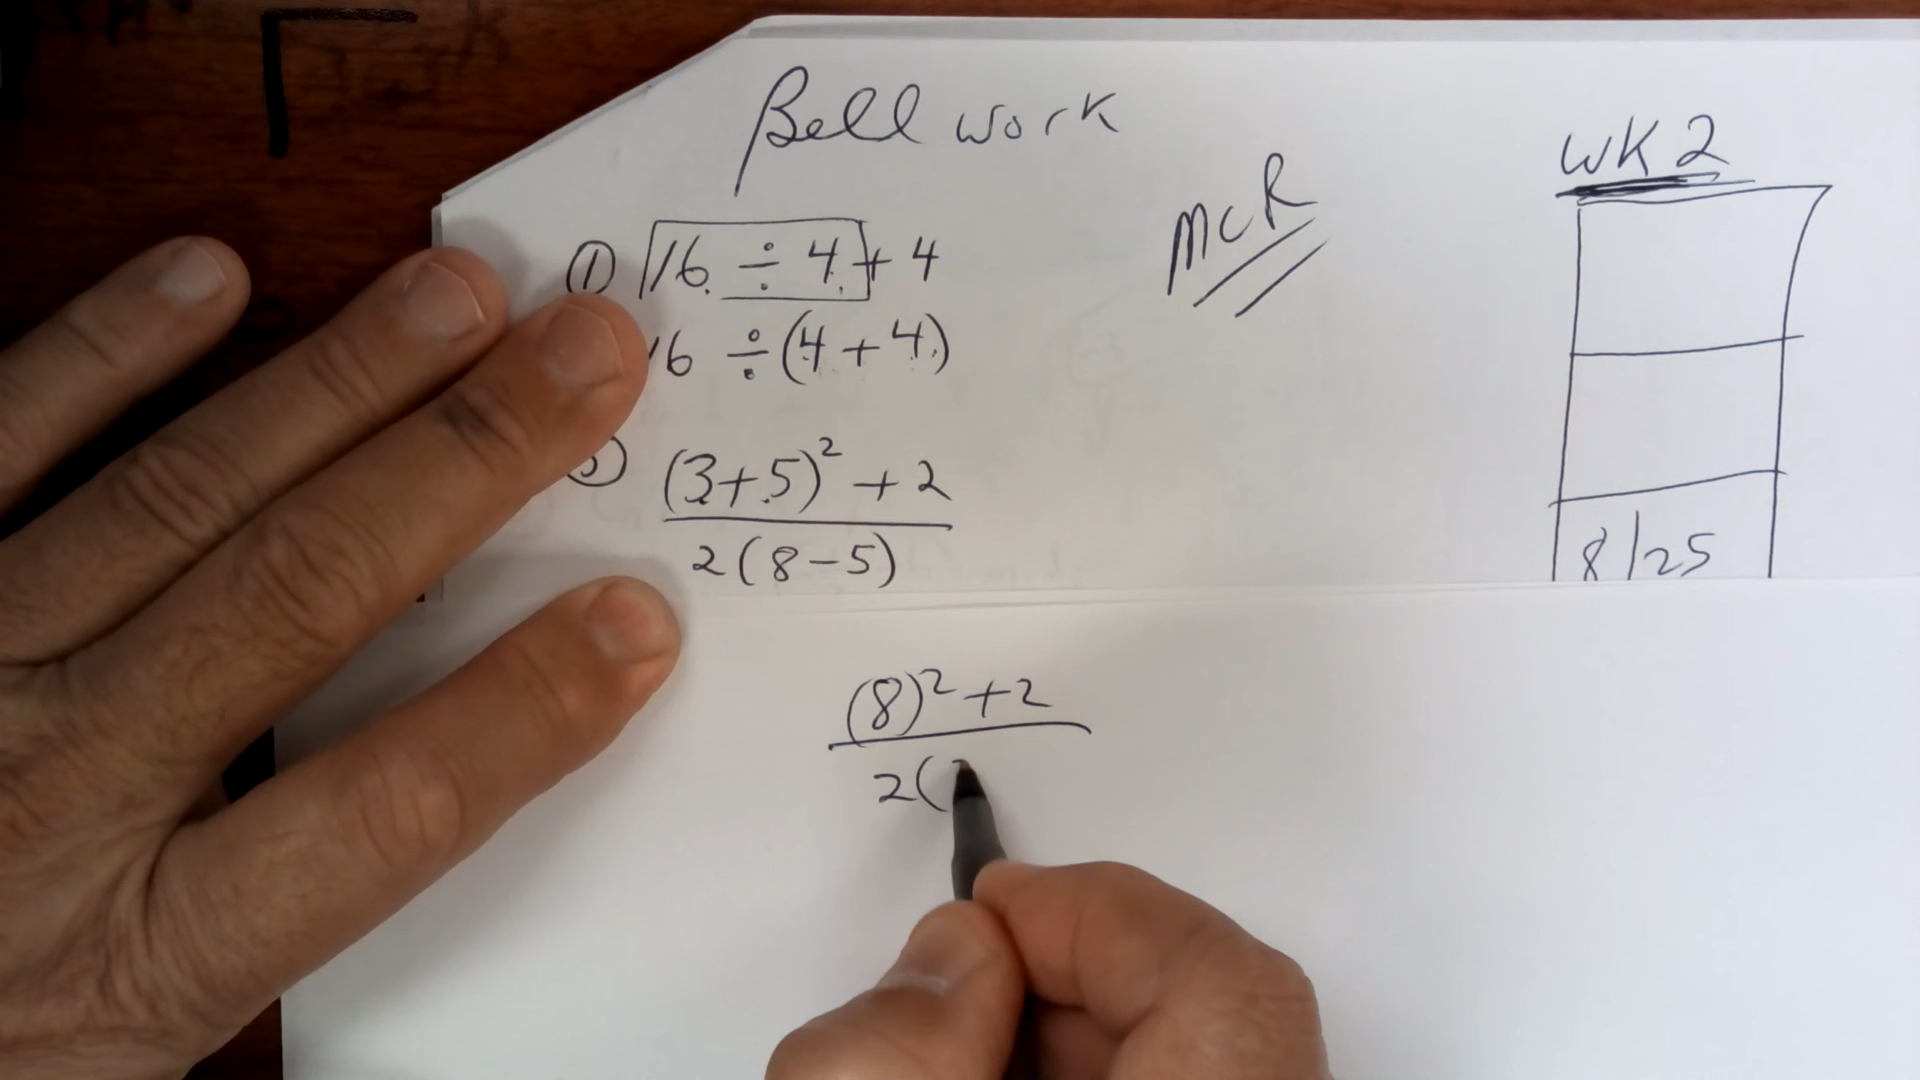 Bell work
WK 2
MCR
① 16 ÷ 4 + 4
16 ÷ (4 + 4)
(3+5)² + 2
2(8-5)
8/25
(8)² + 2
2(